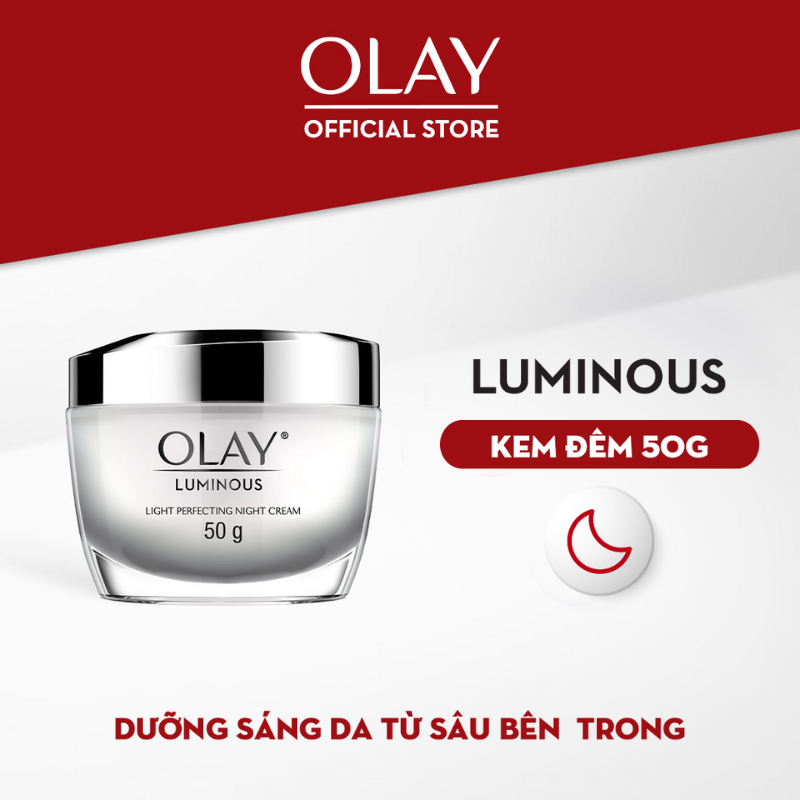 OLAY
OFFICIAL STORE
LUMINOUS
KEM ĐÊM 50G
OLAY®
LUMINOUS
LIGHT PERFECTING NIGHT CREAM
50 g
DƯỠNG SÁNG DA TỪ SÂU BÊN TRONG